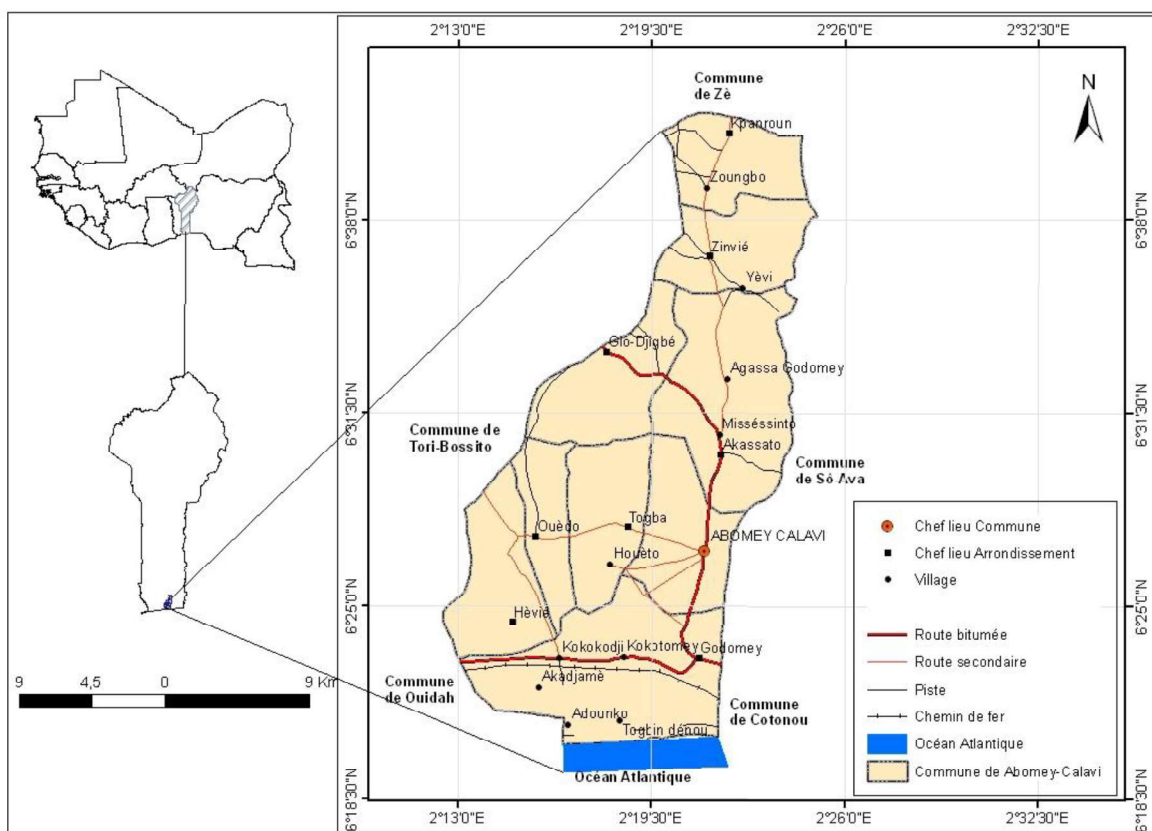 2°13'0"E
2°19'30"E
2°26'0"E
2°32'30"E
N
Commune
de Zè
Kpanroun
Zoungbo
6°38'0"N
6°38'0"N
Zinvié
Yèvi
Glo-Djigbé
Agassa Godomey
6°31'30"N
6°31'30"N
Commune de
Tori-Bossito
Misséssinto
Akassato
Commune
de Sô Ava
Ouèdo
Togba
ABOMEY CALAVI
Houèto
6°25'0"N
6°25'0"N
Hèvié
Kokokodji
Kokotomey
Godomey
Commune
de Ouidah
Akadjamè
Commune
de Cotonou
Adounko
Togbin dénou
Océan Atlantique
6°18'30"N
6°18'30"N
2°13'0"E
2°19'30"E
2°26'0"E
2°32'30"E
9
4,5
0
9 Km
Chef lieu Commune
Chef lieu Arrondissement
Village
Route bitumée
Route secondaire
Piste
Chemin de fer
Océan Atlantique
Commune de Abomey-Calavi